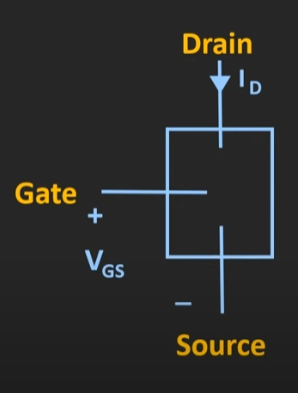 Drain
I_D
Gate
+
V_GS
–
Source